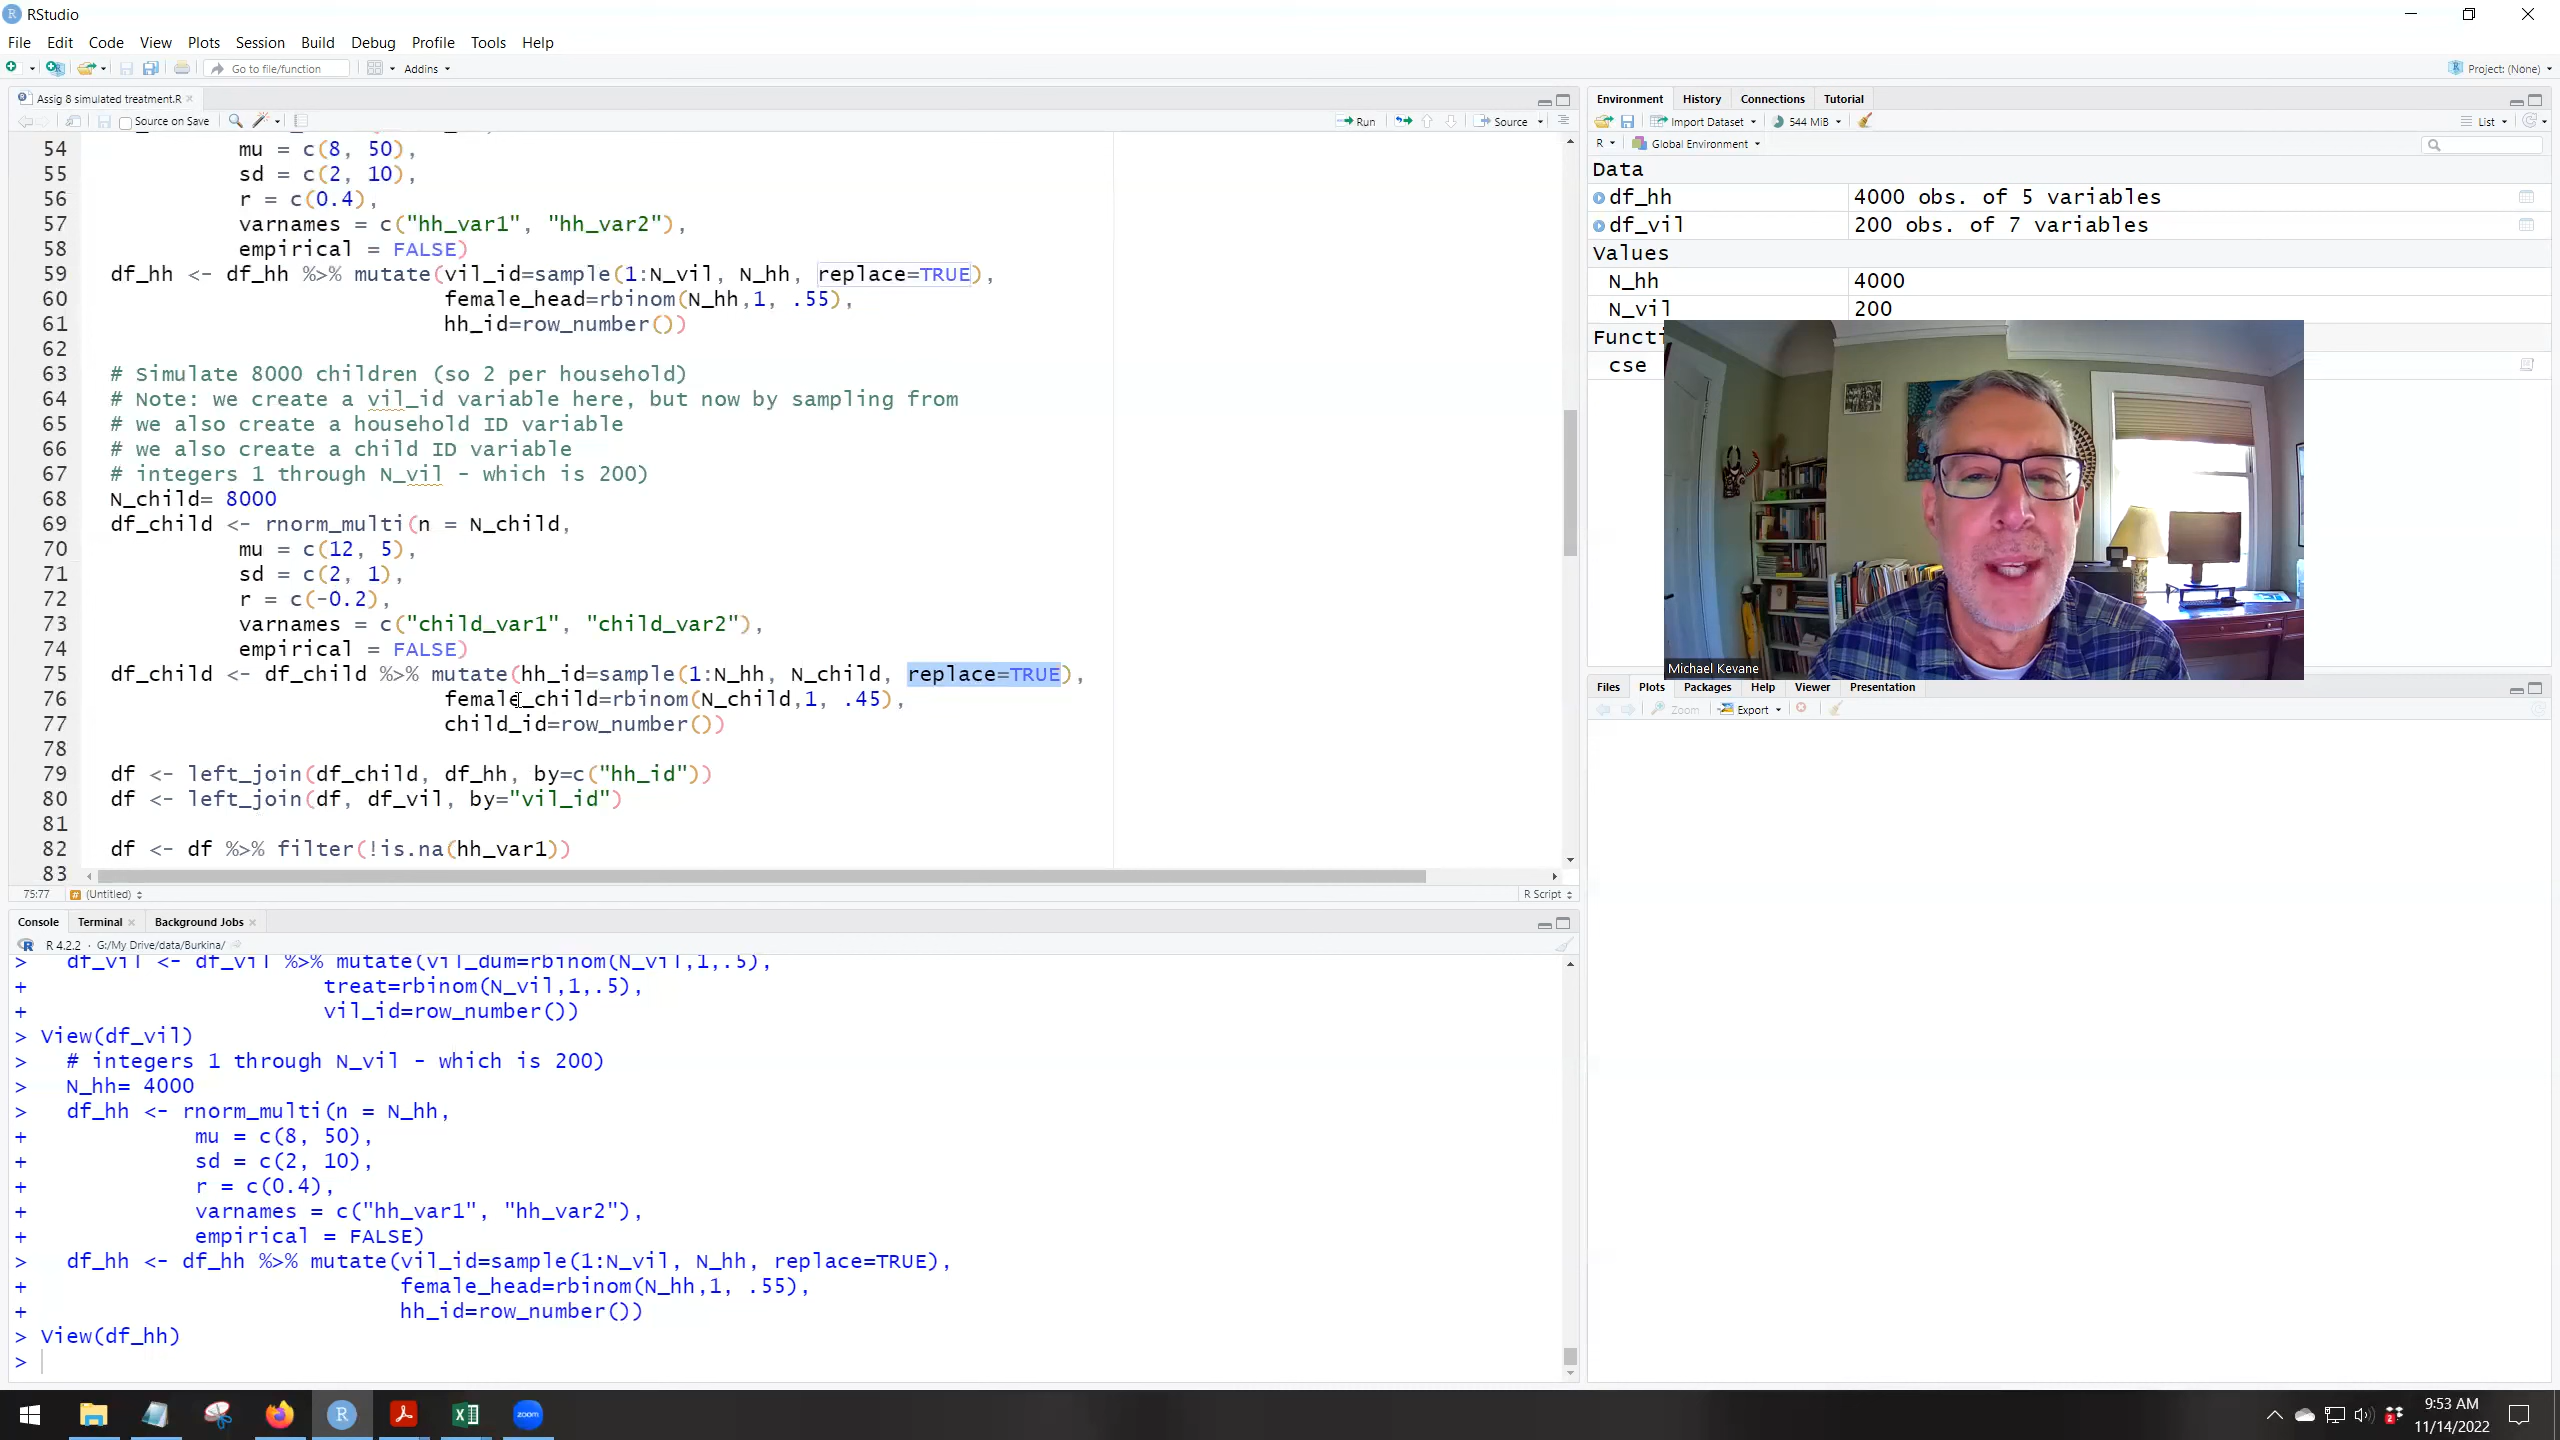 RStudio
File Edit Code View Plots Session Build Debug Profile Tools Help
Go to file/function Addins Project: (None)
Assig 8 simulated treatment.R
Source on Save Run Source
54 mu = c(8, 50),
55 sd = c(2, 10),
56 r = c(0.4),
57 varnames = c("hh_var1", "hh_var2"),
58 empirical = FALSE)
59 df_hh <- df_hh %>% mutate(vil_id=sample(1:N_vil, N_hh, replace=TRUE),
60 female_head=rbinom(N_hh,1, .55),
61 hh_id=row_number())
62
63 # Simulate 8000 children (so 2 per household)
64 # Note: we create a vil_id variable here, but now by sampling from
65 # we also create a household ID variable
66 # we also create a child ID variable
67 # integers 1 through N_vil - which is 200)
68 N_child= 8000
69 df_child <- rnorm_multi(n = N_child,
70 mu = c(12, 5),
71 sd = c(2, 1),
72 r = c(-0.2),
73 varnames = c("child_var1", "child_var2"),
74 empirical = FALSE)
75 df_child <- df_child %>% mutate(hh_id=sample(1:N_hh, N_child, replace=TRUE),
76 female_child=rbinom(N_child,1, .45),
77 child_id=row_number())
78
79 df <- left_join(df_child, df_hh, by=c("hh_id"))
80 df <- left_join(df, df_vil, by="vil_id")
81
82 df <- df %>% filter(!is.na(hh_var1))
83
75:77 (Untitled) R Script
Console Terminal Background Jobs
R 4.2.2 · G:/My Drive/data/Burkina/
> df_vil <- df_vil %>% mutate(vil_dum=rbinom(N_vil,1,.5),
+ treat=rbinom(N_vil,1,.5),
+ vil_id=row_number())
> View(df_vil)
> # integers 1 through N_vil - which is 200)
> N_hh= 4000
> df_hh <- rnorm_multi(n = N_hh,
+ mu = c(8, 50),
+ sd = c(2, 10),
+ r = c(0.4),
+ varnames = c("hh_var1", "hh_var2"),
+ empirical = FALSE)
> df_hh <- df_hh %>% mutate(vil_id=sample(1:N_vil, N_hh, replace=TRUE),
+ female_head=rbinom(N_hh,1, .55),
+ hh_id=row_number())
> View(df_hh)
>
Environment History Connections Tutorial
Import Dataset 544 MiB List
R Global Environment
Data
df_hh 4000 obs. of 5 variables
df_vil 200 obs. of 7 variables
Values
N_hh 4000
N_vil 200
Functi
cse
Michael Kevane
Files Plots Packages Help Viewer Presentation
Zoom Export
zoom
9:53 AM
11/14/2022